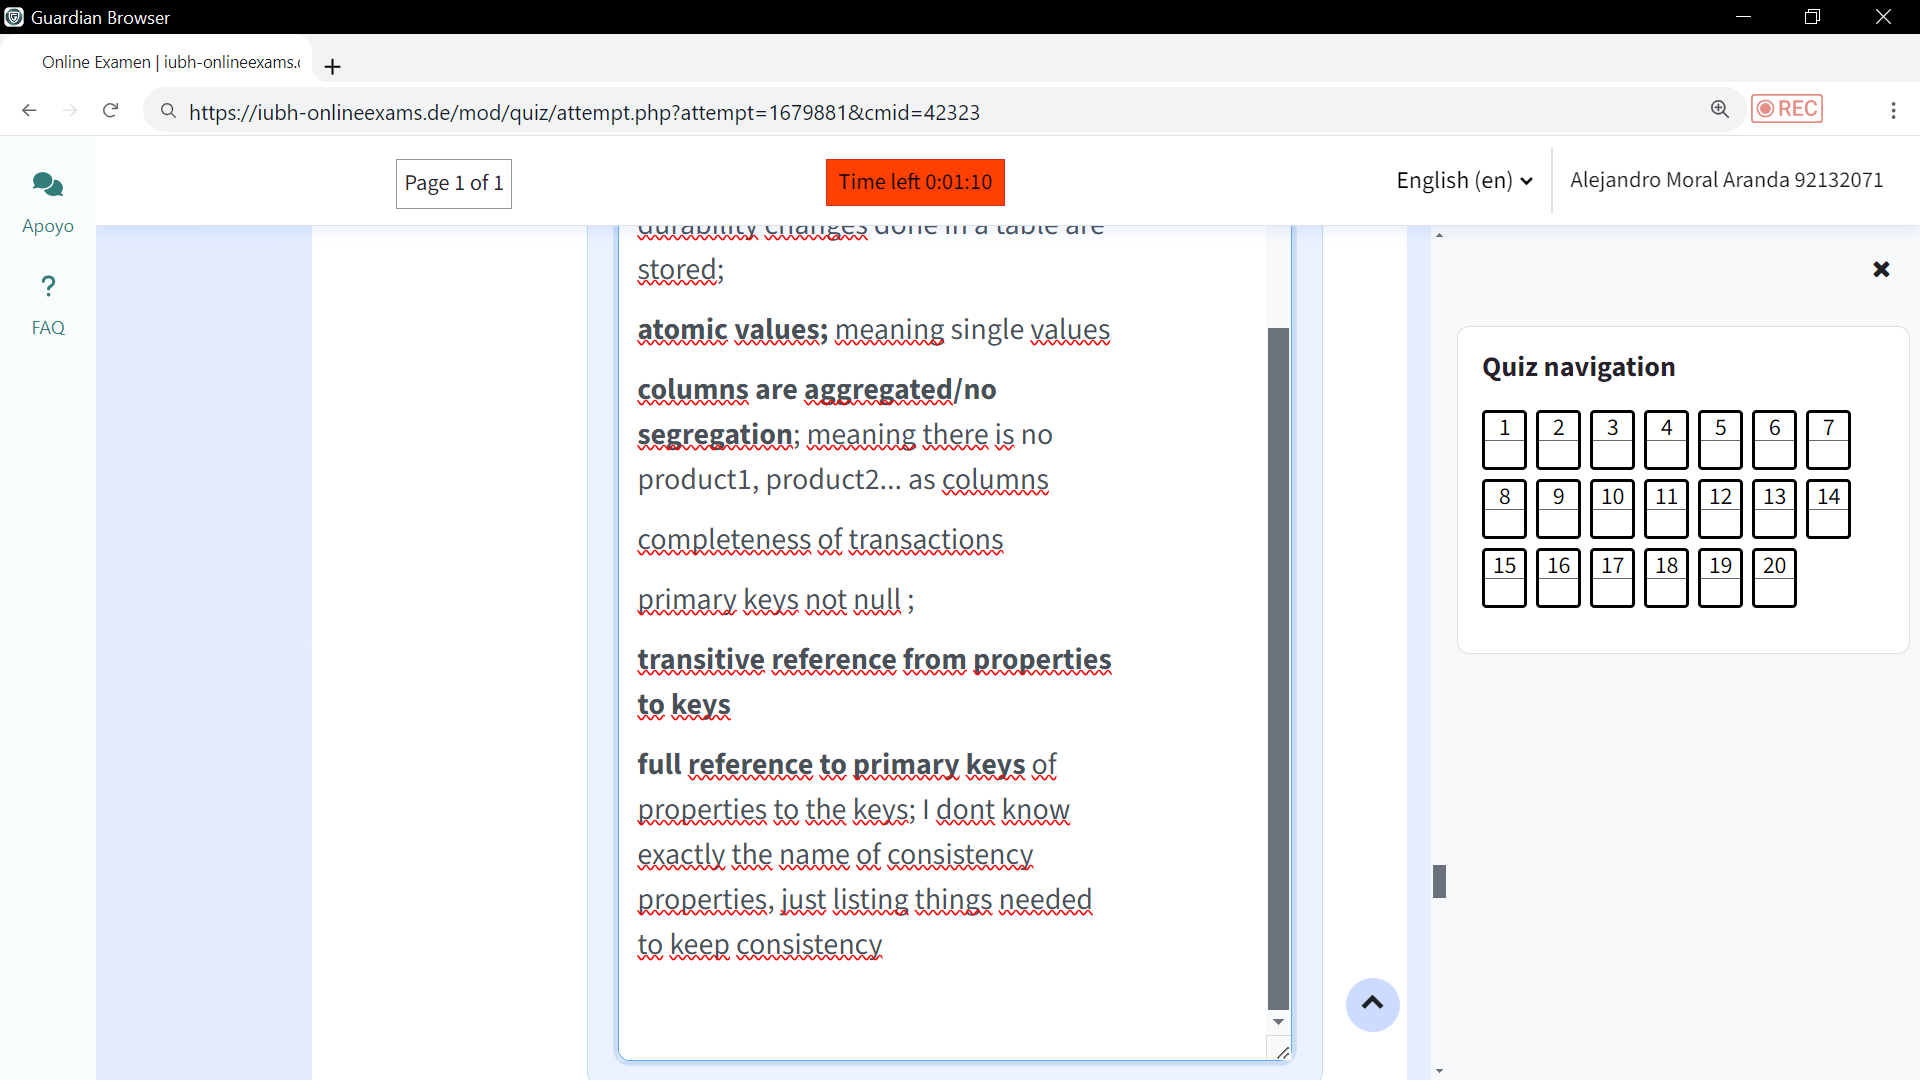 Guardian Browser
Online Examen | iubh-onlineexams.
https://iubh-onlineexams.de/mod/quiz/attempt.php?attempt=1679881&cmid=42323
REC
Page 1 of 1
Time left 0:01:10
English (en)
Alejandro Moral Aranda 92132071
Apoyo
?
FAQ
durability changes done in a table are
stored;
atomic values; meaning single values
columns are aggregated/no
segregation; meaning there is no
product1, product2... as columns
completeness of transactions
primary keys not null ;
transitive reference from properties
to keys
full reference to primary keys of
properties to the keys; I dont know
exactly the name of consistency
properties, just listing things needed
to keep consistency
Quiz navigation
1 2 3 4 5 6 7
8 9 10 11 12 13 14
15 16 17 18 19 20